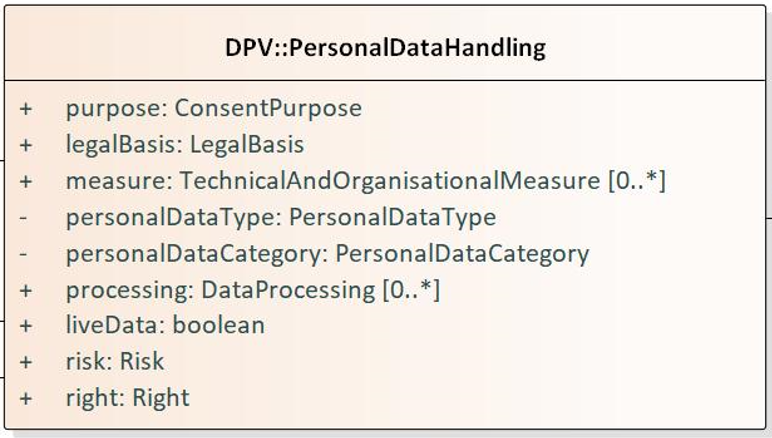 DPV::PersonalDataHandling
+ purpose: ConsentPurpose
+ legalBasis: LegalBasis
+ measure: TechnicalAndOrganisationalMeasure [0..*]
- personalDataType: PersonalDataType
- personalDataCategory: PersonalDataCategory
+ processing: DataProcessing [0..*]
+ liveData: boolean
+ risk: Risk
+ right: Right